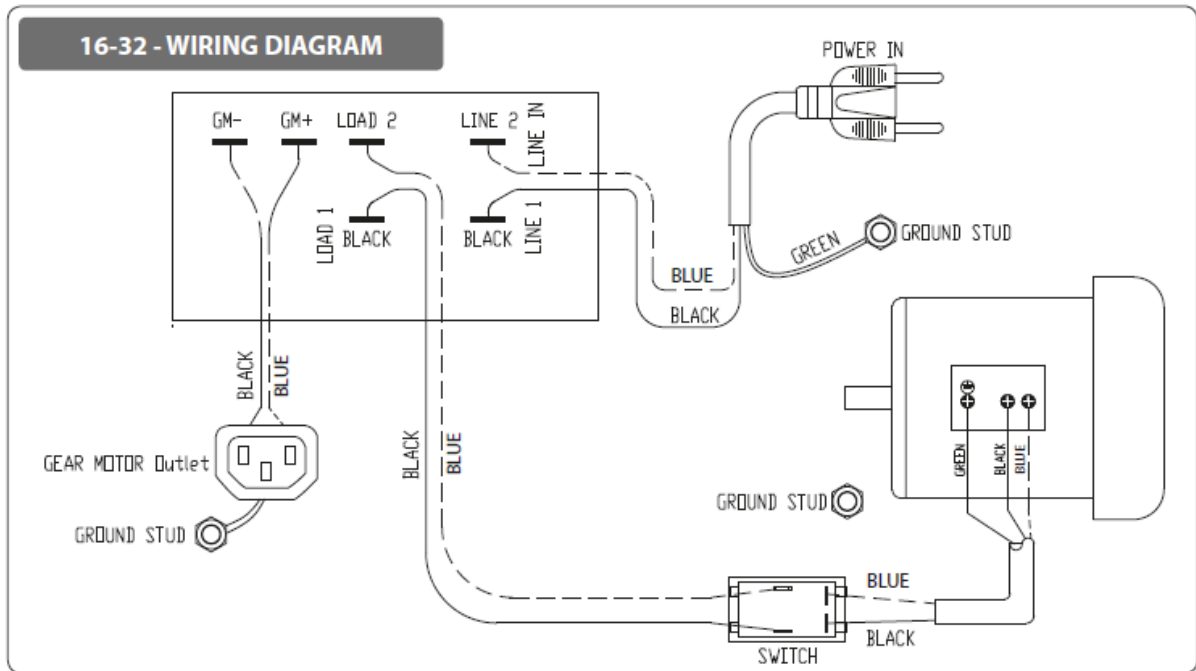 16-32 - WIRING DIAGRAM
POWER IN
GM-
GM+
LOAD 2
LINE 2
LINE IN
LOAD 1
BLACK
BLACK
LINE 1
GREEN
GROUND STUD
BLUE
BLACK
BLACK
BLUE
GEAR MOTOR Outlet
GROUND STUD
BLACK
BLUE
GREEN
BLACK
BLUE
GROUND STUD
BLUE
BLACK
SWITCH